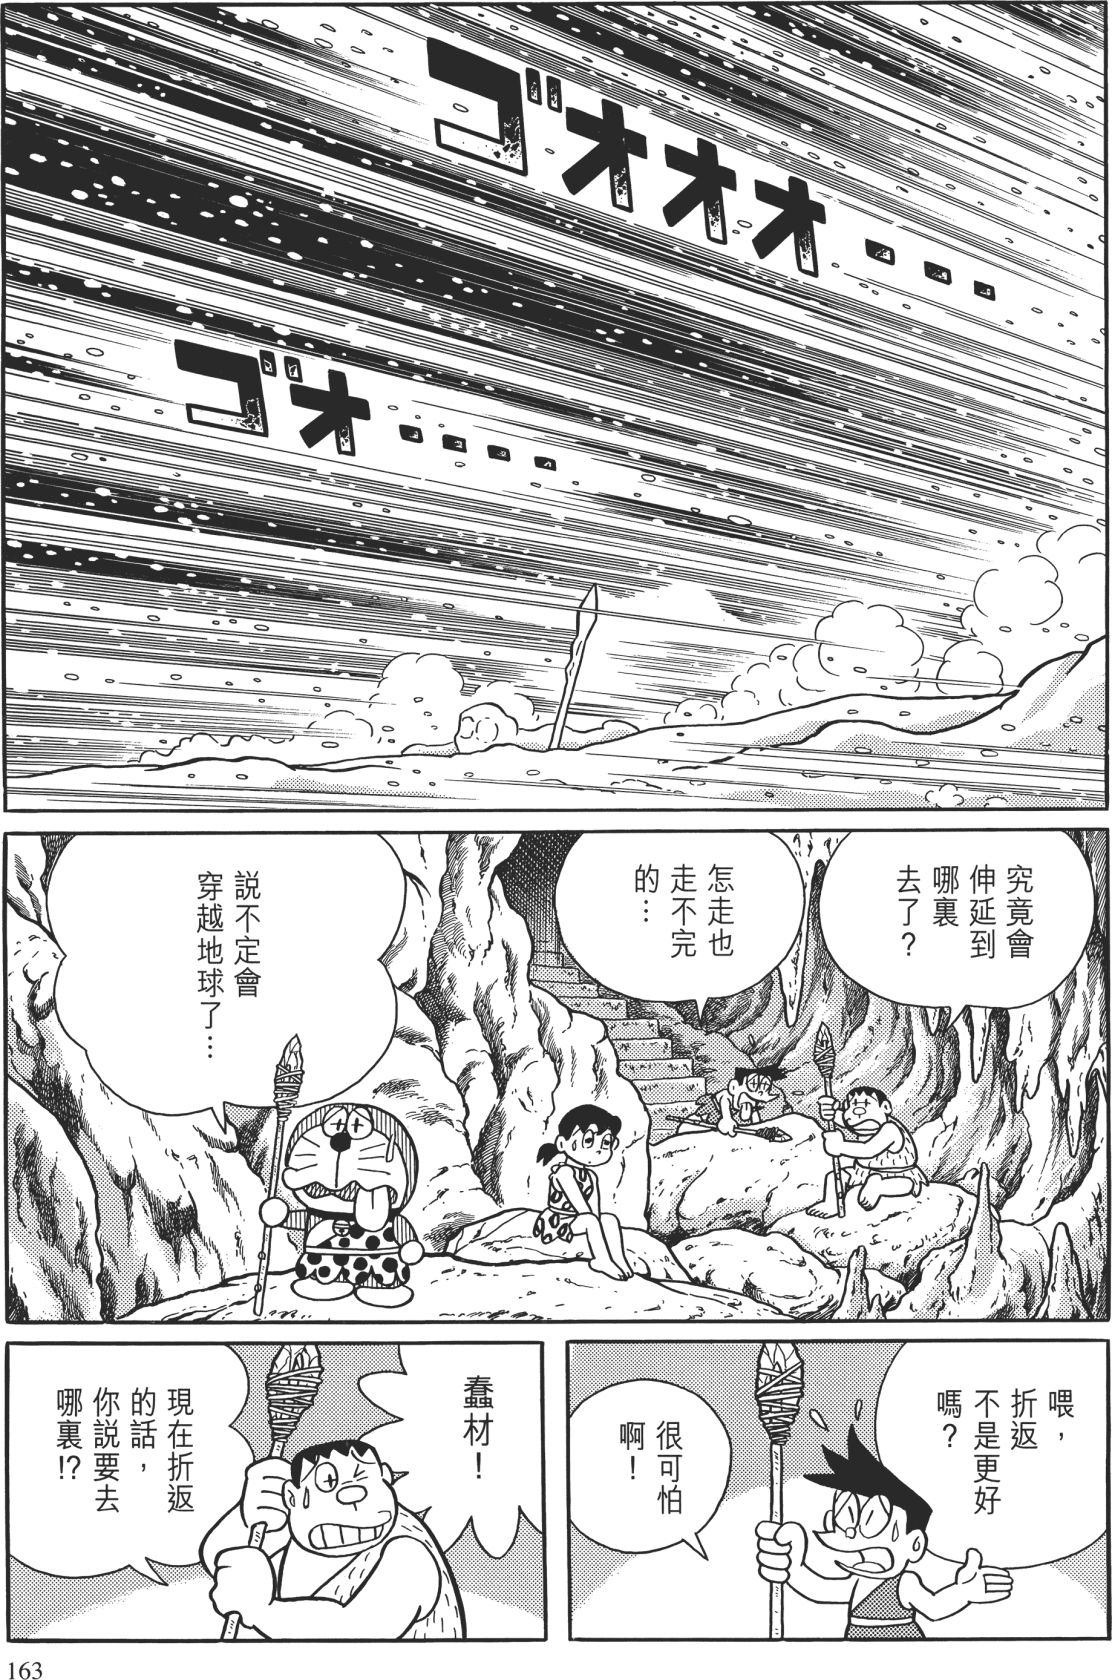 ゴオオオ…
ゴオ…
究竟會
伸延到
哪裏
去了？
怎走也
走不完
的…
說不定會
穿越地球了…
喂，
折返
不是更好
嗎？
很可怕
啊！
蠢材！
現在折返
的話，
你說要去
哪裏!?
163